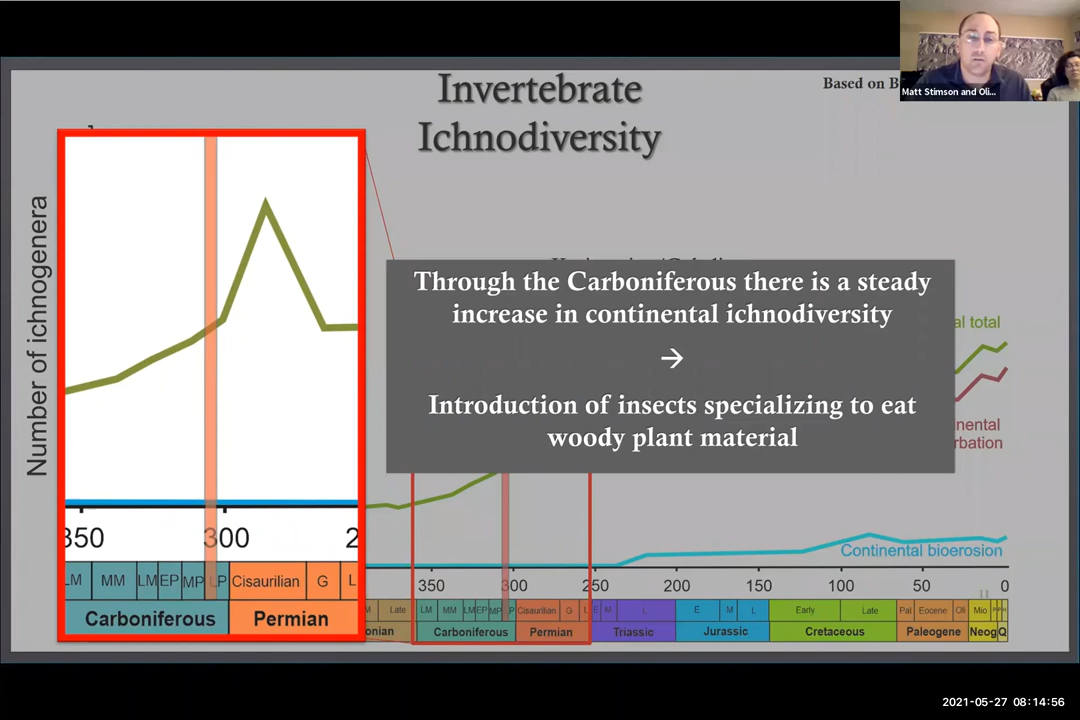 Invertebrate
Ichnodiversity
Based on B
Matt Stimson and Oli...
Number of ichnogenera
Through the Carboniferous there is a steady
increase in continental ichnodiversity
→
Introduction of insects specializing to eat
woody plant material
al total
nental
rbation
Continental bioerosion
11
350 300 2
LM MM LM EP MP LP Cisaurilian G L
Carboniferous Permian
350 300 250 200 150 100 50 0
M Late LM MM LM EP MP LP Cisaurilian G L E M L E M L Early Late Pal Eocene Oli Mio P P H
onian Carboniferous Permian Triassic Jurassic Cretaceous Paleogene Neog Q
2021-05-27 08:14:56